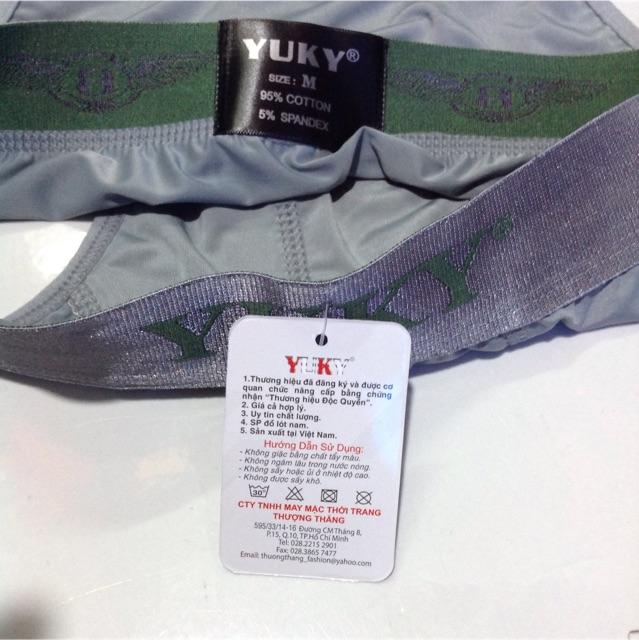 YUKY®
SIZE: M
95% COTTON
5% SPANDEX
YUKY®
YUKY®
1.Thương hiệu đã đăng ký và được cơ
quan chức năng cấp bằng chứng
nhận "Thương hiệu Độc Quyền".
2. Giá cả hợp lý.
3. Uy tín chất lượng.
4. SP đồ lót nam.
5. Sản xuất tại Việt Nam.
Hướng Dẫn Sử Dụng:
- Không giặc bằng chất tẩy màu.
- Không ngâm lâu trong nước nóng.
- Không sấy hoặc ủi ở nhiệt độ cao.
- Không được sấy khô.
30°
CTY TNHH MAY MẶC THỜI TRANG
THƯỢNG THĂNG
595/33/14-16 Đường CM Tháng 8,
P.15, Q.10, TP.Hồ Chí Minh
Tel: 028.2215 2901
Fax: 028.3865 7477
Email: thuongthang_fashion@yahoo.com